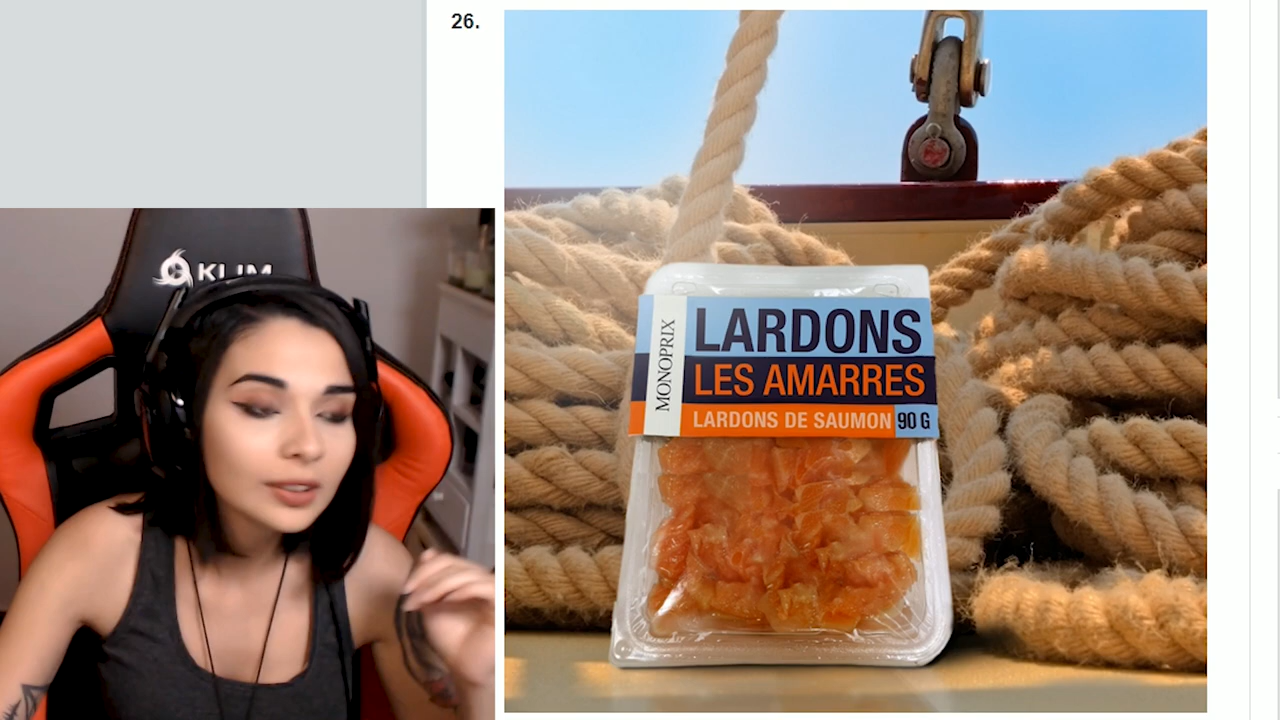 26.
KLIM
MONOPRIX
LARDONS
LES AMARRES
LARDONS DE SAUMON 90 G